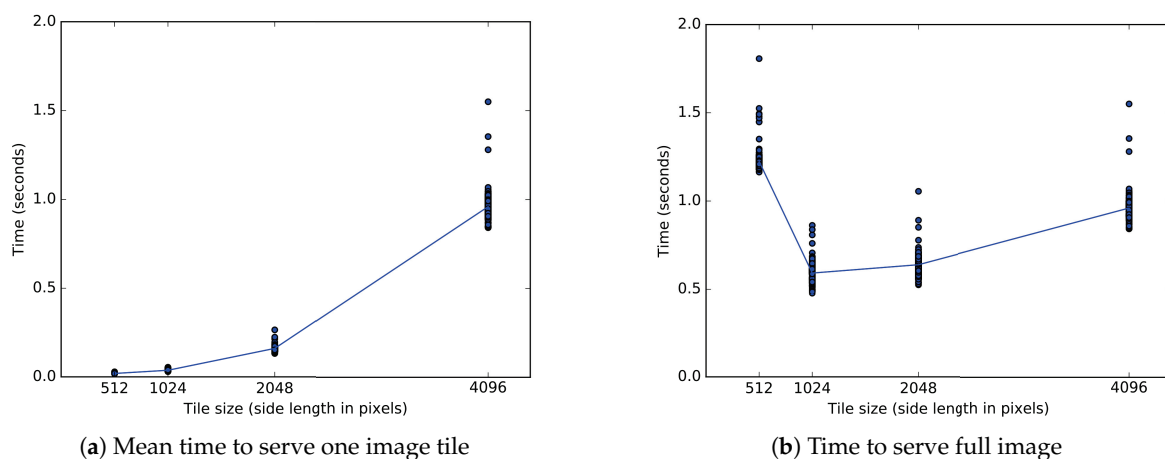 2.0
1.5
1.0
0.5
0.0
Time (seconds)
512 1024 2048 4096
Tile size (side length in pixels)
(a) Mean time to serve one image tile
2.0
1.5
1.0
0.5
0.0
Time (seconds)
512 1024 2048 4096
Tile size (side length in pixels)
(b) Time to serve full image